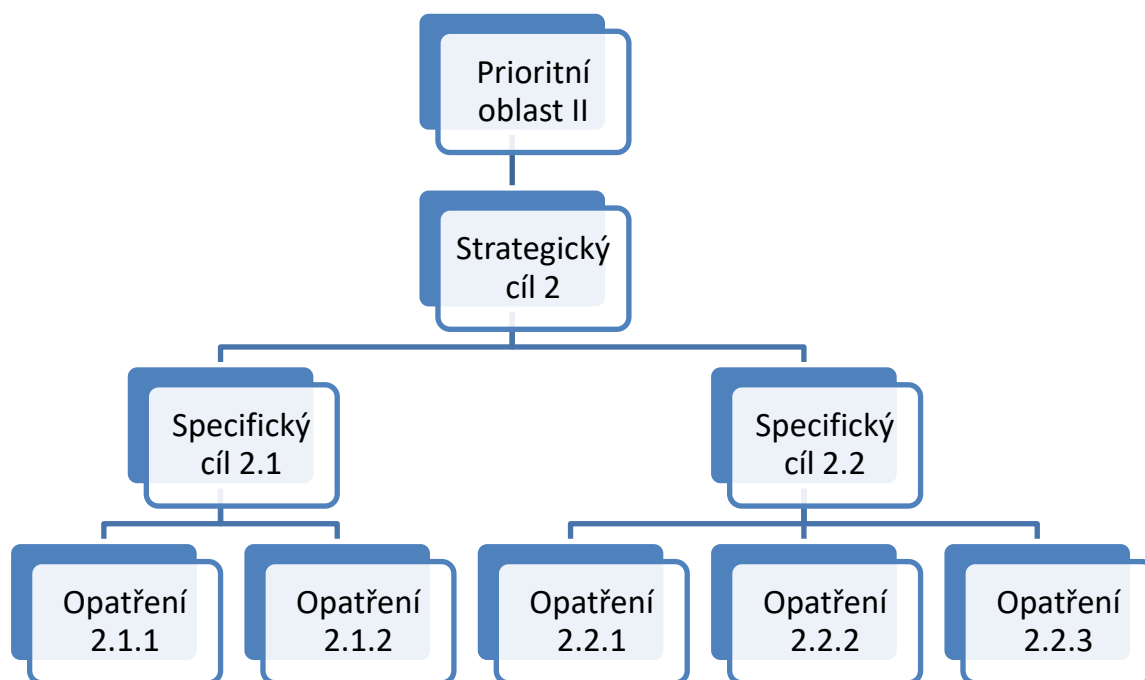 Prioritní
oblast II
Strategický
cíl 2
Specifický
cíl 2.1
Specifický
cíl 2.2
Opatření
2.1.1
Opatření
2.1.2
Opatření
2.2.1
Opatření
2.2.2
Opatření
2.2.3